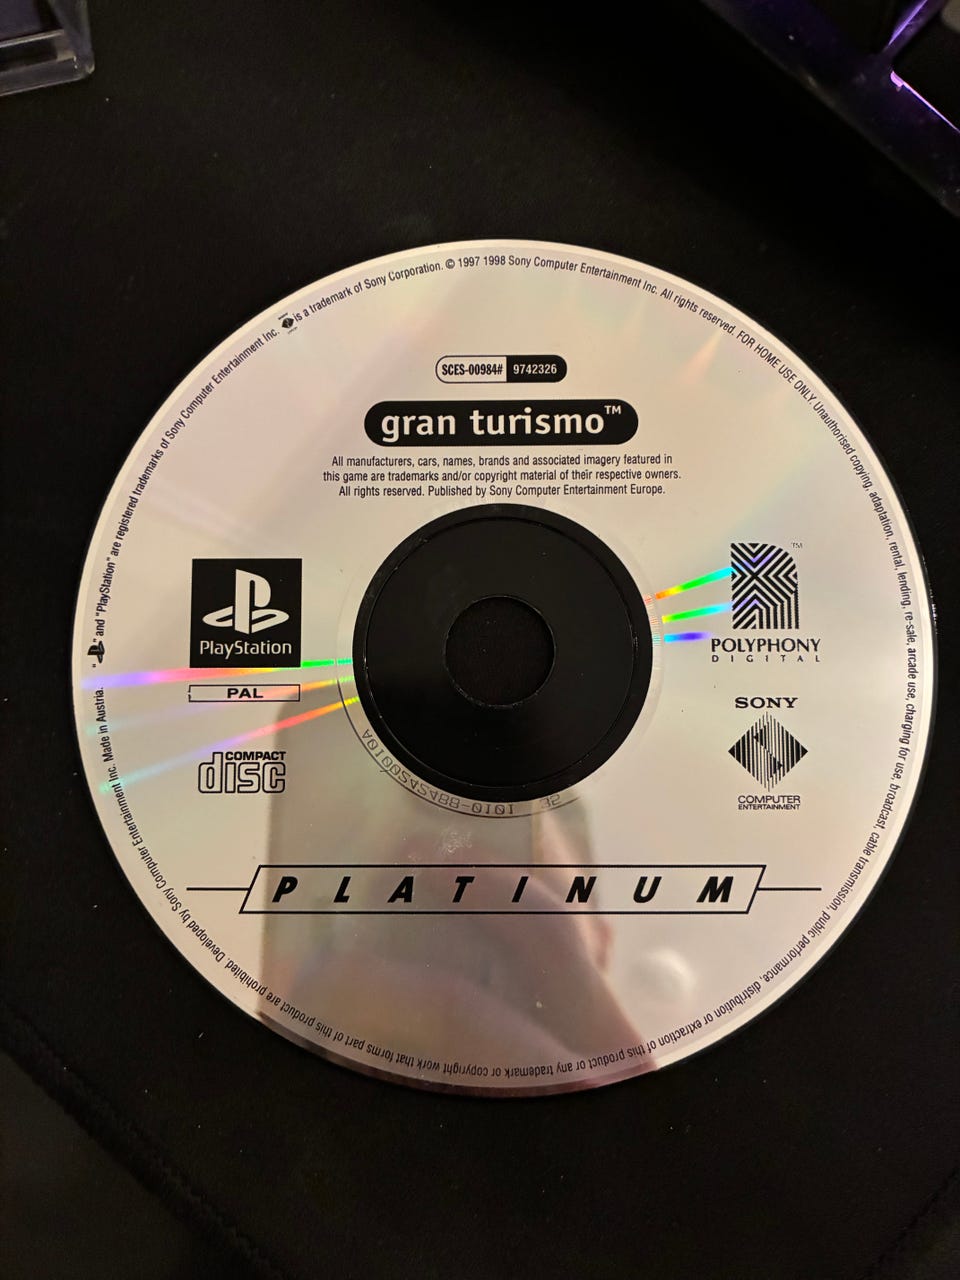 "PS" and "PlayStation" are registered trademarks of Sony Computer Entertainment Inc. is a trademark of Sony Corporation. © 1997 1998 Sony Computer Entertainment Inc. All rights reserved. FOR HOME USE ONLY. Unauthorised copying, adaptation, rental, lending, re-sale, arcade use, charging for use, broadcast, cable transmission, public performance, distribution or extraction of this product or any trademark or copyright work that forms part of this product are prohibited. Developed by Sony Computer Entertainment Inc. Made in Austria.
SCES-00984# 9742326
gran turismo™
All manufacturers, cars, names, brands and associated imagery featured in
this game are trademarks and/or copyright material of their respective owners.
All rights reserved. Published by Sony Computer Entertainment Europe.
PlayStation
PAL
COMPACT
disc
TM
POLYPHONY
DIGITAL
SONY
COMPUTER
ENTERTAINMENT
A0100542488-0101 32
PLATINUM